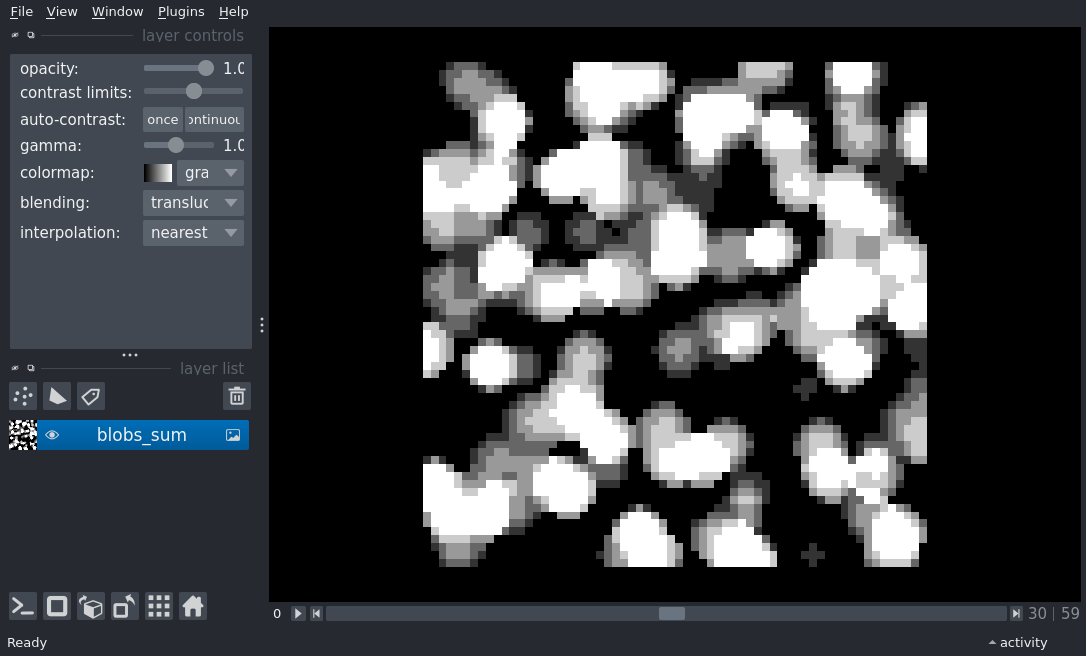 File View Window Plugins Help
layer controls
opacity: 1.0
contrast limits:
auto-contrast: once ontinuou
gamma: 1.0
colormap: gra
blending: transluc
interpolation: nearest
layer list
blobs_sum
0 30 59
Ready activity